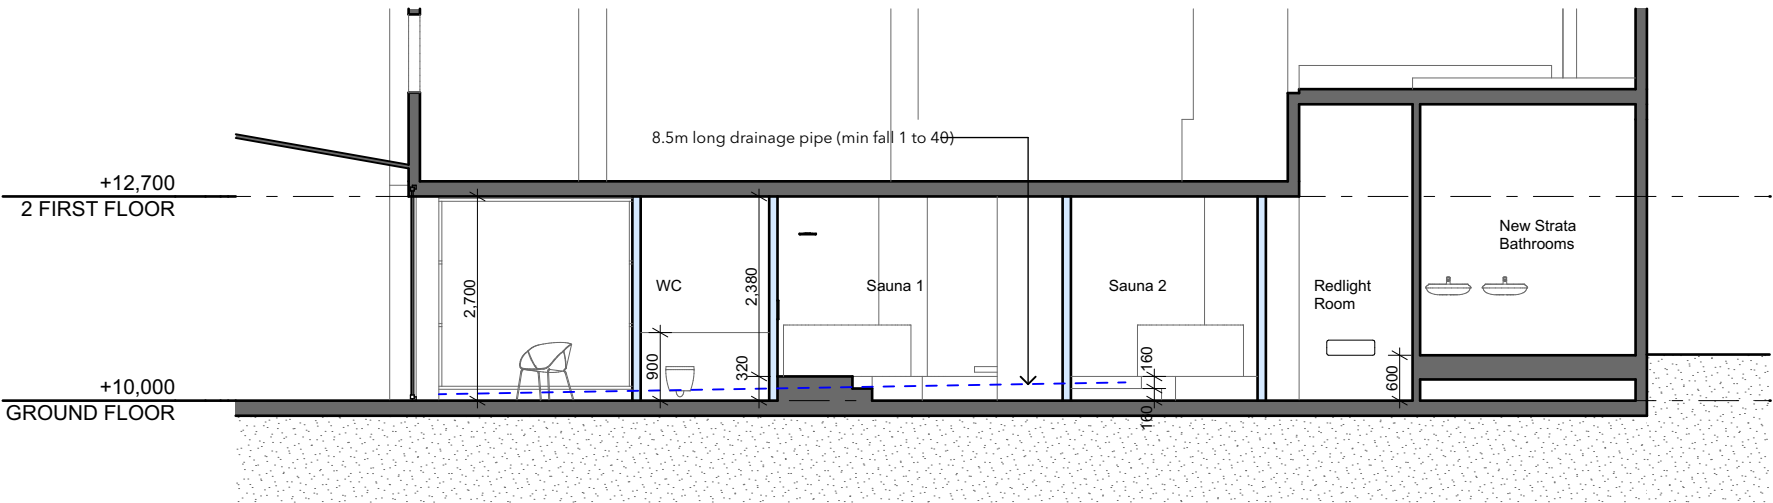 8.5m long drainage pipe (min fall 1 to 40)
+12,700
2 FIRST FLOOR
New Strata
Bathrooms
2,700
WC
2,380
Sauna 1
Sauna 2
Redlight
Room
900
320
160
600
+10,000
GROUND FLOOR
160